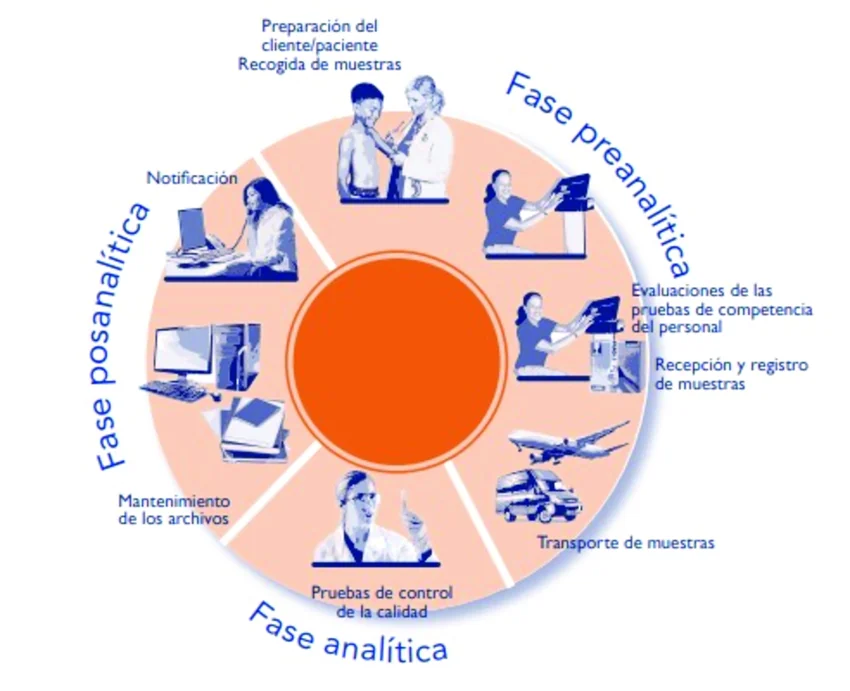 Preparación del
cliente/paciente
Recogida de muestras
Fase preanalítica
Evaluaciones de las
pruebas de competencia
del personal
Recepción y registro
de muestras
Transporte de muestras
Pruebas de control
de la calidad
Fase analítica
Mantenimiento
de los archivos
Fase posanalítica
Notificación